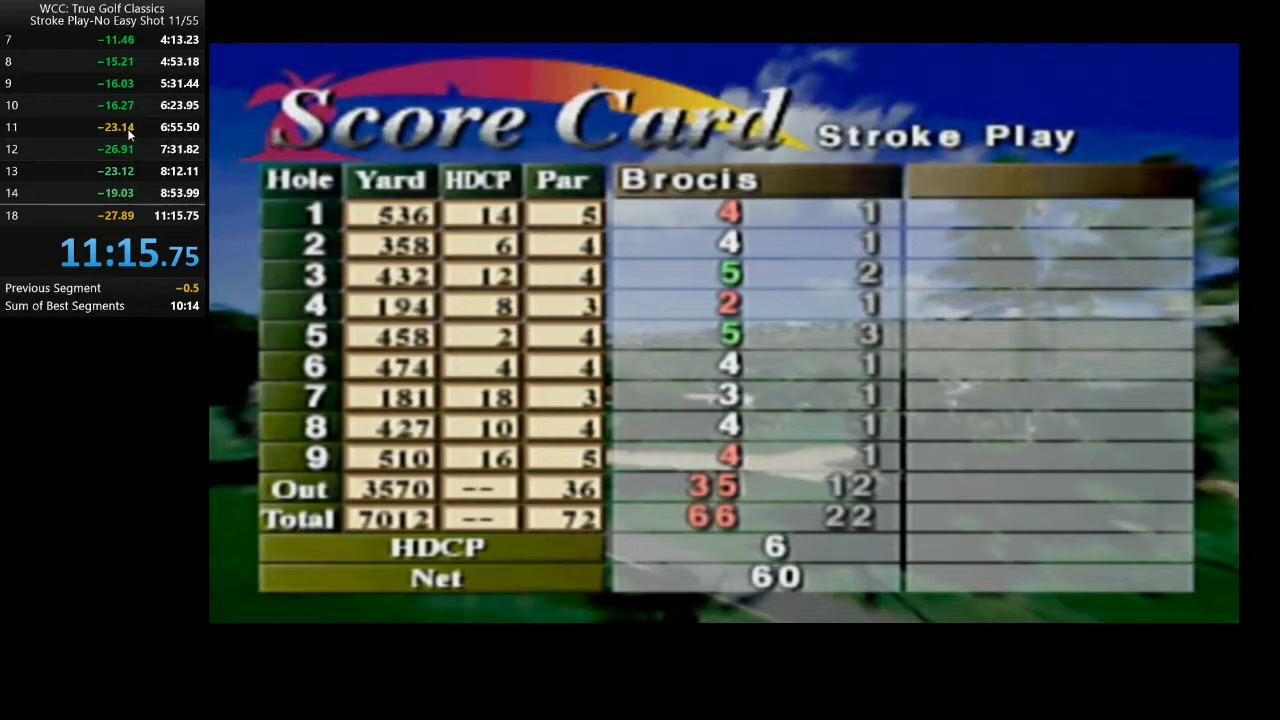 WCC: True Golf Classics
Stroke Play-No Easy Shot 11/55
7 −11.46 4:13.23
8 −15.21 4:53.18
9 −16.03 5:31.44
10 −16.27 6:23.95
11 −23.14 6:55.50
12 −26.91 7:31.82
13 −23.12 8:12.11
14 −19.03 8:53.99
18 −27.89 11:15.75
11:15.75
Previous Segment −0.5
Sum of Best Segments 10:14
Score Card Stroke Play
Hole Yard HDCP Par Brocis
1 536 14 5 4 1
2 358 6 4 4 1
3 432 12 4 5 2
4 194 8 3 2 1
5 458 2 4 5 3
6 474 4 4 4 1
7 181 18 3 3 1
8 427 10 4 4 1
9 510 16 5 4 1
Out 3570 -- 36 35 12
Total 7012 -- 72 66 22
HDCP 6
Net 60